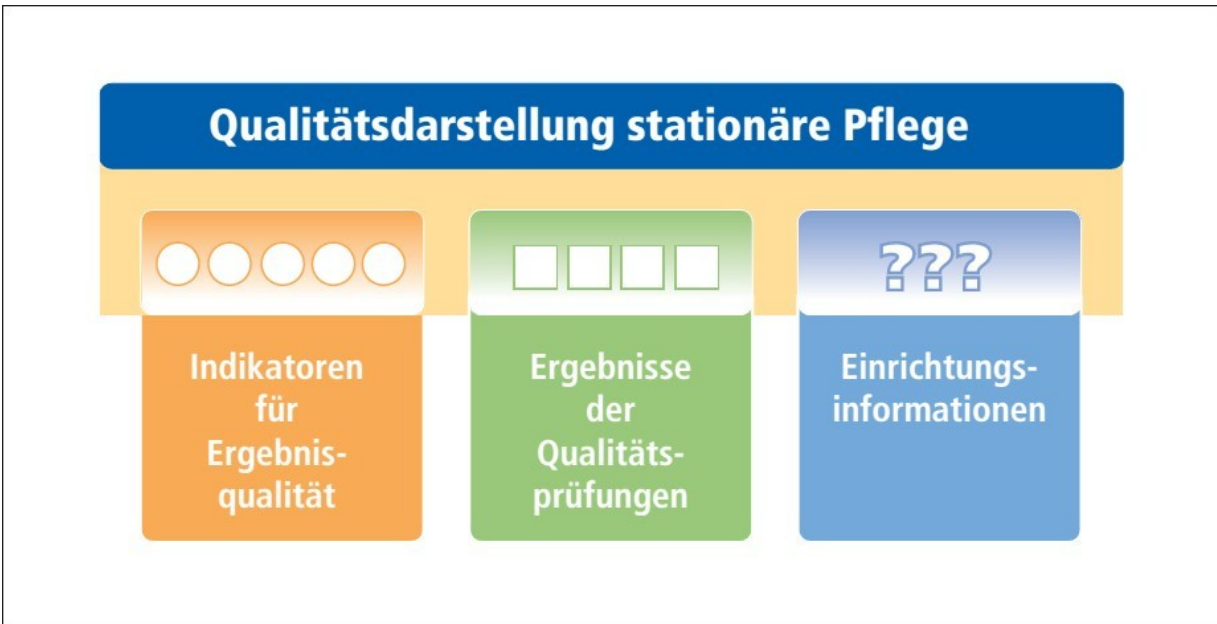 Qualitätsdarstellung stationäre Pflege
???
Indikatoren
für
Ergebnis-
qualität
Ergebnisse
der
Qualitäts-
prüfungen
Einrichtungs-
informationen